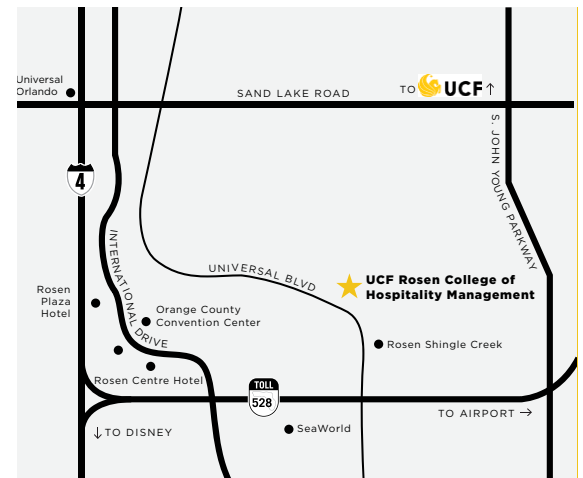 Universal
Orlando
SAND LAKE ROAD
TO UCF ↑
4
S. JOHN YOUNG PARKWAY
INTERNATIONAL DRIVE
UNIVERSAL BLVD
UCF Rosen College of
Hospitality Management
Rosen
Plaza
Hotel
Orange County
Convention Center
Rosen Shingle Creek
Rosen Centre Hotel
TOLL
528
TO AIRPORT →
↓ TO DISNEY
SeaWorld